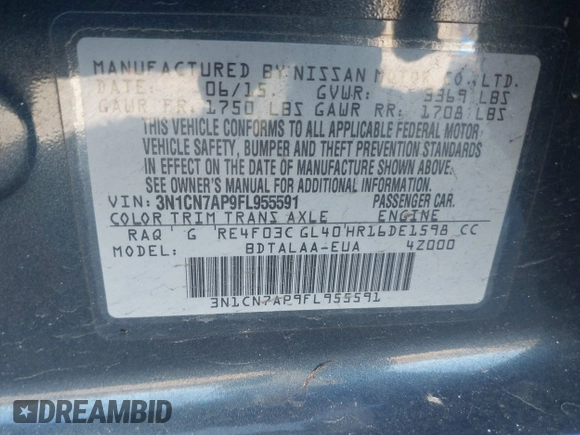 MANUFACTURED BY NISSAN MOTOR CO.,LTD.
DATE: 06/15. GVWR: 3369 LBS
GAWR FR: 1750 LBS GAWR RR: 1708 LBS
THIS VEHICLE CONFORMS TO ALL APPLICABLE FEDERAL MOTOR
VEHICLE SAFETY, BUMPER AND THEFT PREVENTION STANDARDS
IN EFFECT ON THE DATE OF MANUFACTURE SHOWN ABOVE.
SEE OWNER'S MANUAL FOR ADDITIONAL INFORMATION
VIN: 3N1CN7AP9FL955591 PASSENGER CAR.
COLOR TRIM TRANS AXLE ENGINE
RAQ G RE4F03C GL40 HR16DE1598 CC
MODEL: BDTALAA-EUA 4Z000
3N1CN7AP9FL955591
DREAMBID